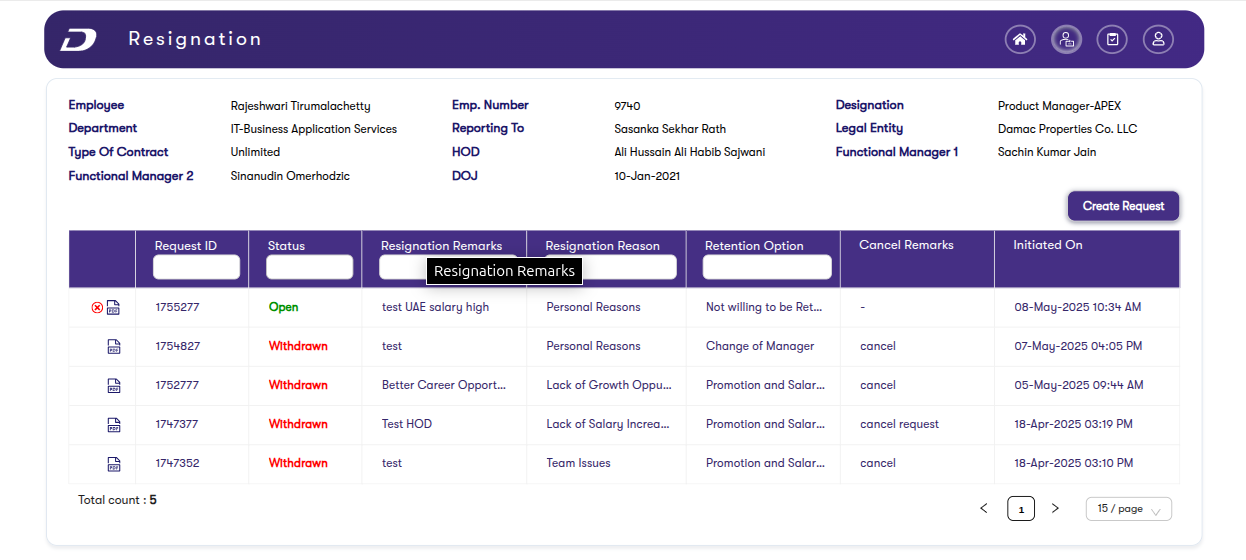 Resignation
Employee Rajeshwari Tirumalachetty Emp. Number 9740 Designation Product Manager-APEX
Department IT-Business Application Services Reporting To Sasanka Sekhar Rath Legal Entity Damac Properties Co. LLC
Type Of Contract Unlimited HOD Ali Hussain Ali Habib Sajwani Functional Manager 1 Sachin Kumar Jain
Functional Manager 2 Sinanudin Omerhodzic DOJ 10-Jan-2021
Create Request
Request ID Status Resignation Remarks Resignation Reason Retention Option Cancel Remarks Initiated On
Resignation Remarks
PDF 1755277 Open test UAE salary high Personal Reasons Not willing to be Ret... - 08-May-2025 10:34 AM
PDF 1754827 Withdrawn test Personal Reasons Change of Manager cancel 07-May-2025 04:05 PM
PDF 1752777 Withdrawn Better Career Opport... Lack of Growth Oppu... Promotion and Salar... cancel 05-May-2025 09:44 AM
PDF 1747377 Withdrawn Test HOD Lack of Salary Increa... Promotion and Salar... cancel request 18-Apr-2025 03:19 PM
PDF 1747352 Withdrawn test Team Issues Promotion and Salar... cancel 18-Apr-2025 03:10 PM
Total count : 5
< 1 > 15 / page